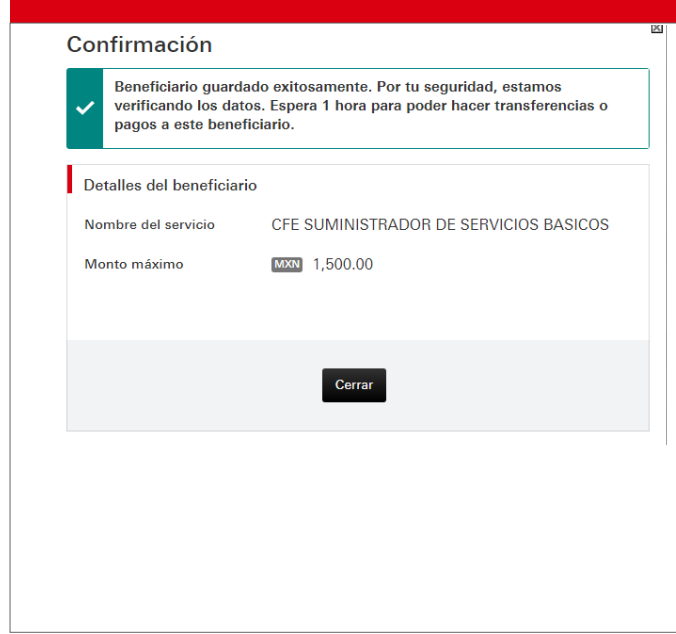 Confirmación
Beneficiario guardado exitosamente. Por tu seguridad, estamos
verificando los datos. Espera 1 hora para poder hacer transferencias o
pagos a este beneficiario.
Detalles del beneficiario
Nombre del servicio CFE SUMINISTRADOR DE SERVICIOS BASICOS
Monto máximo MXN 1,500.00
Cerrar